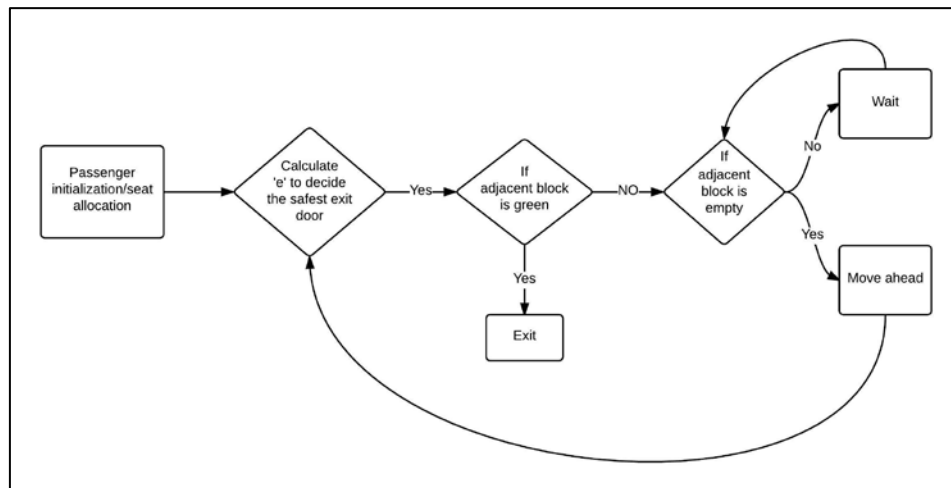 Passenger
initialization/seat
allocation
Calculate
'e' to decide
the safest exit
door
Yes
If
adjacent block
is green
NO
If
adjacent
block is
empty
No
Wait
Yes
Move ahead
Yes
Exit